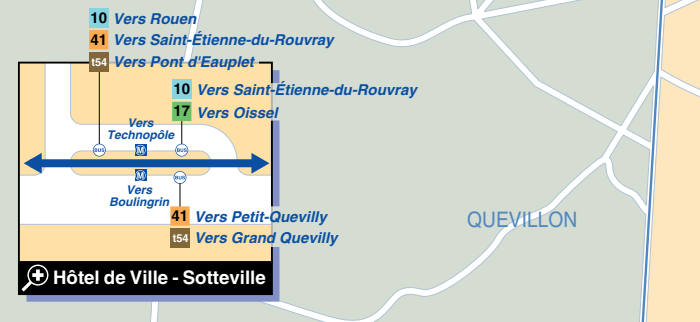 10 Vers Rouen
41 Vers Saint-Étienne-du-Rouvray
t54 Vers Pont d'Eauplet
10 Vers Saint-Étienne-du-Rouvray
17 Vers Oissel
Vers
Technopôle
BUS M BUS
M BUS
Vers
Boulingrin
41 Vers Petit-Quevilly
t54 Vers Grand Quevilly
QUEVILLON
Hôtel de Ville - Sotteville